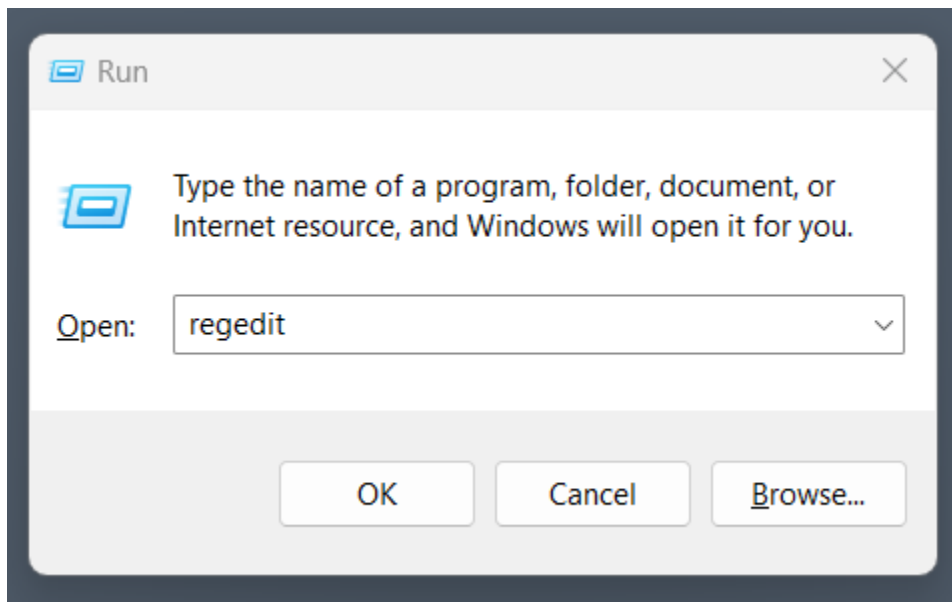 Run
Type the name of a program, folder, document, or
Internet resource, and Windows will open it for you.
Open: regedit
OK Cancel Browse...